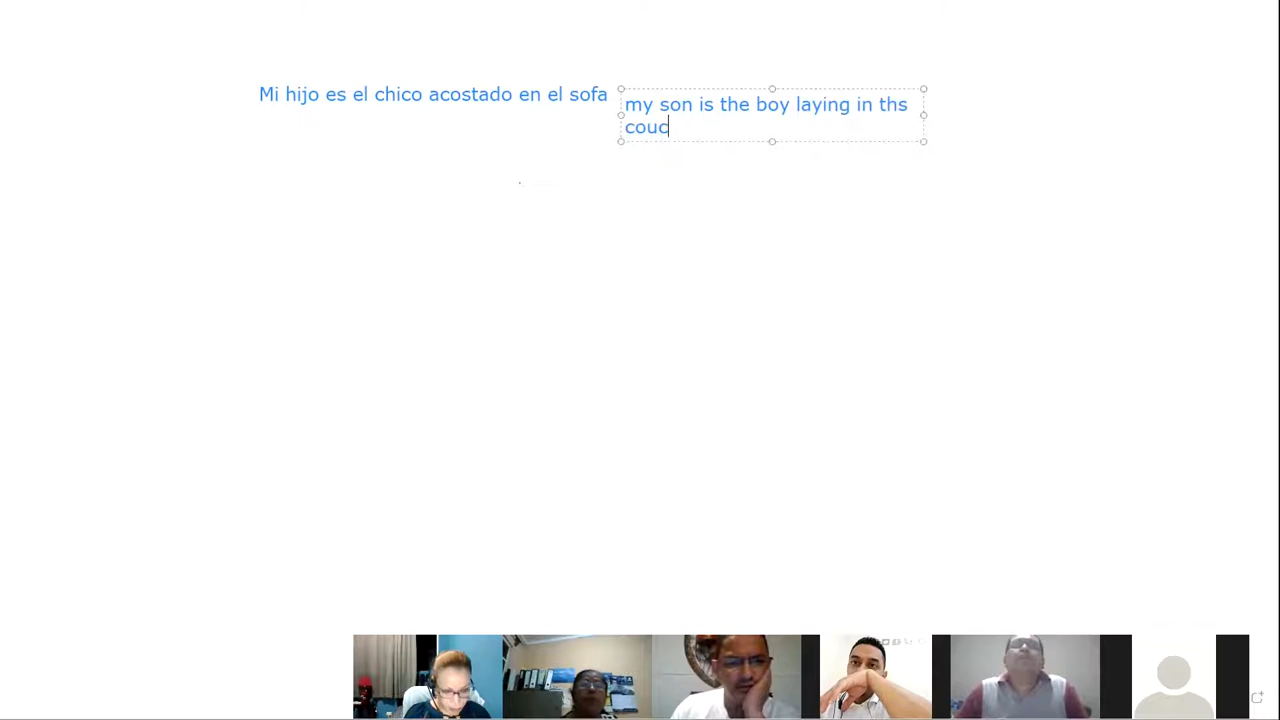 Mi hijo es el chico acostado en el sofa
my son is the boy laying in ths
couc